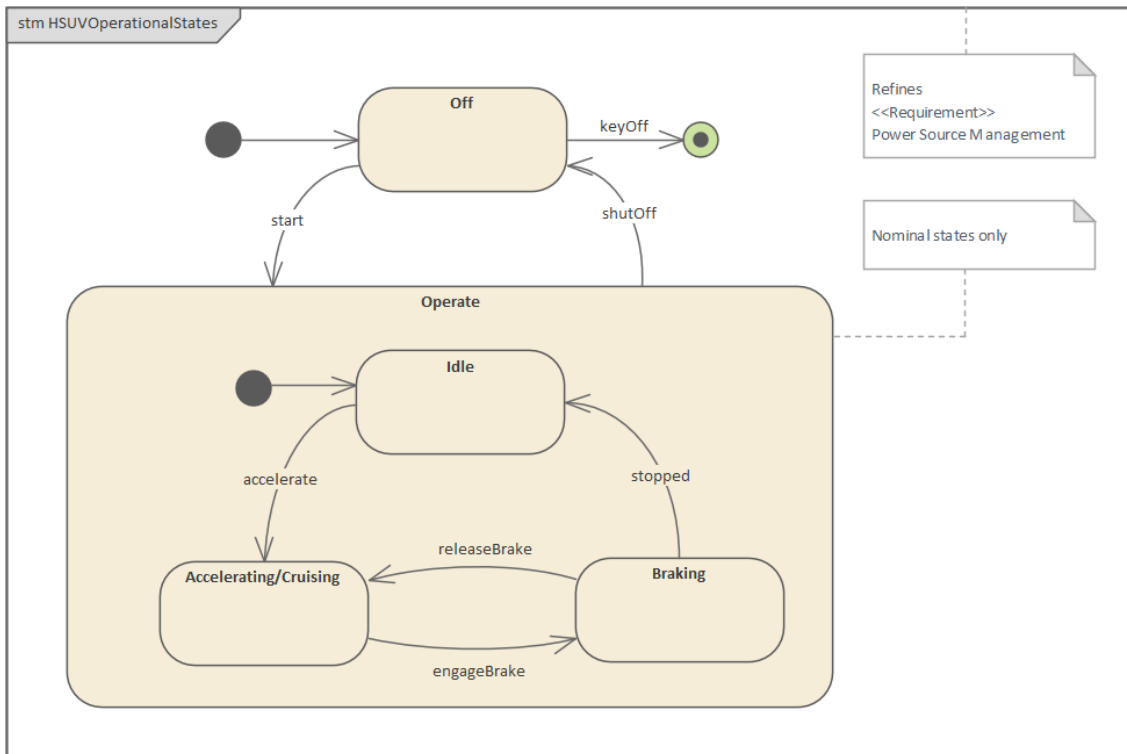 stm HSUVOperationalStates
Off
keyOff
Refines
<<Requirement>>
Power Source Management
start
shutOff
Nominal states only
Operate
Idle
accelerate
stopped
releaseBrake
Accelerating/Cruising
Braking
engageBrake